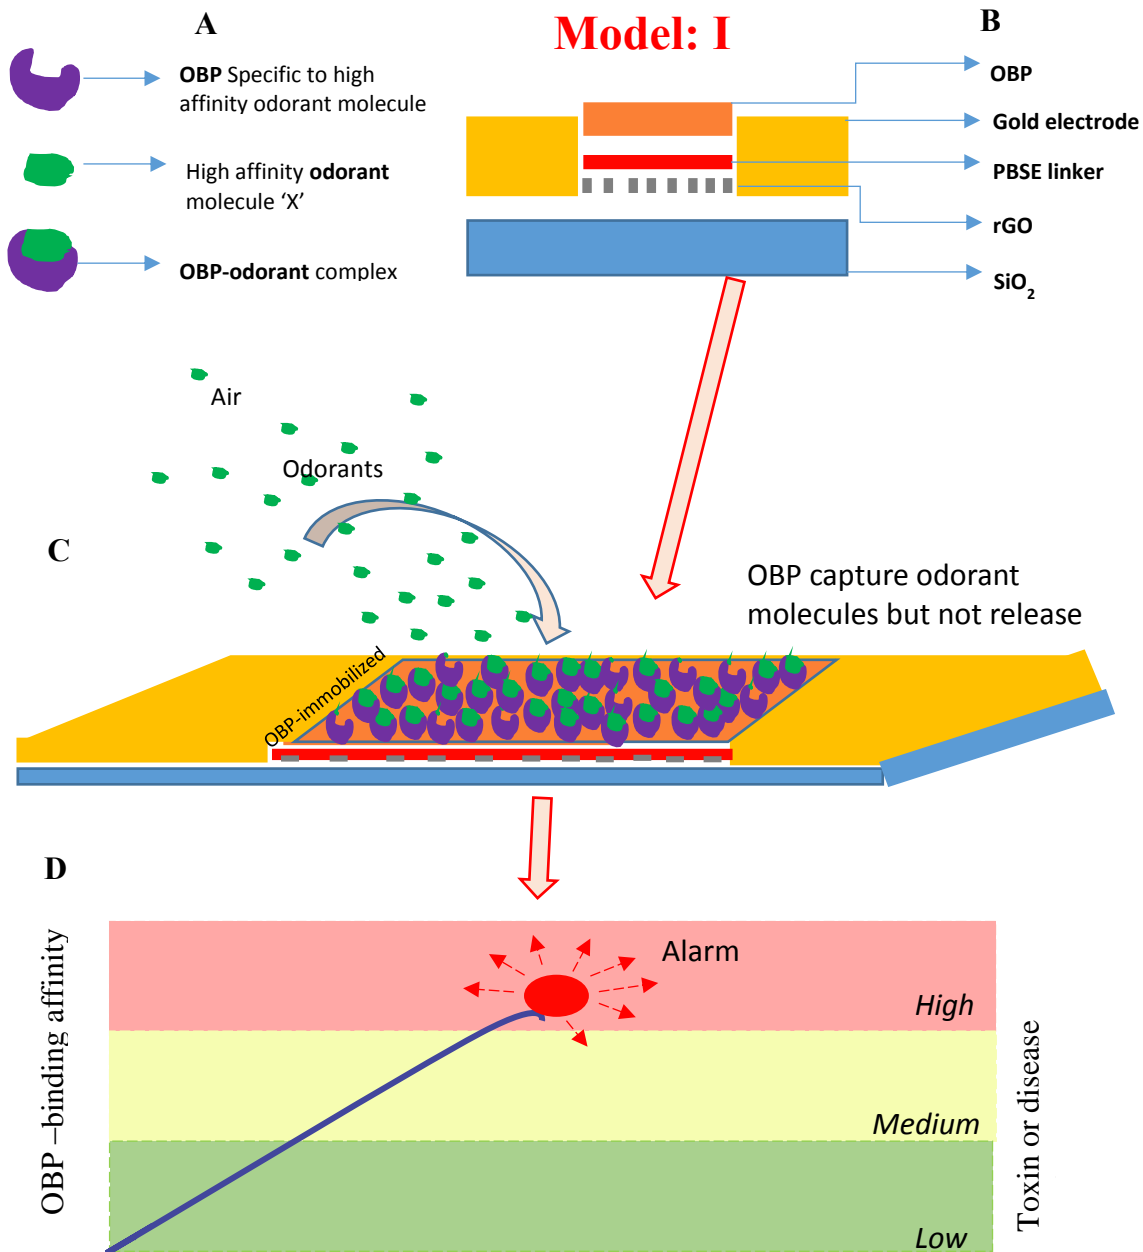 A
Model: I
B
OBP Specific to high
affinity odorant molecule
High affinity odorant
molecule ‘X’
OBP-odorant complex
OBP
Gold electrode
PBSE linker
rGO
SiO₂
Air
Odorants
C
OBP capture odorant
molecules but not release
OBP-immobilized
D
OBP –binding affinity
Alarm
High
Medium
Low
Toxin or disease